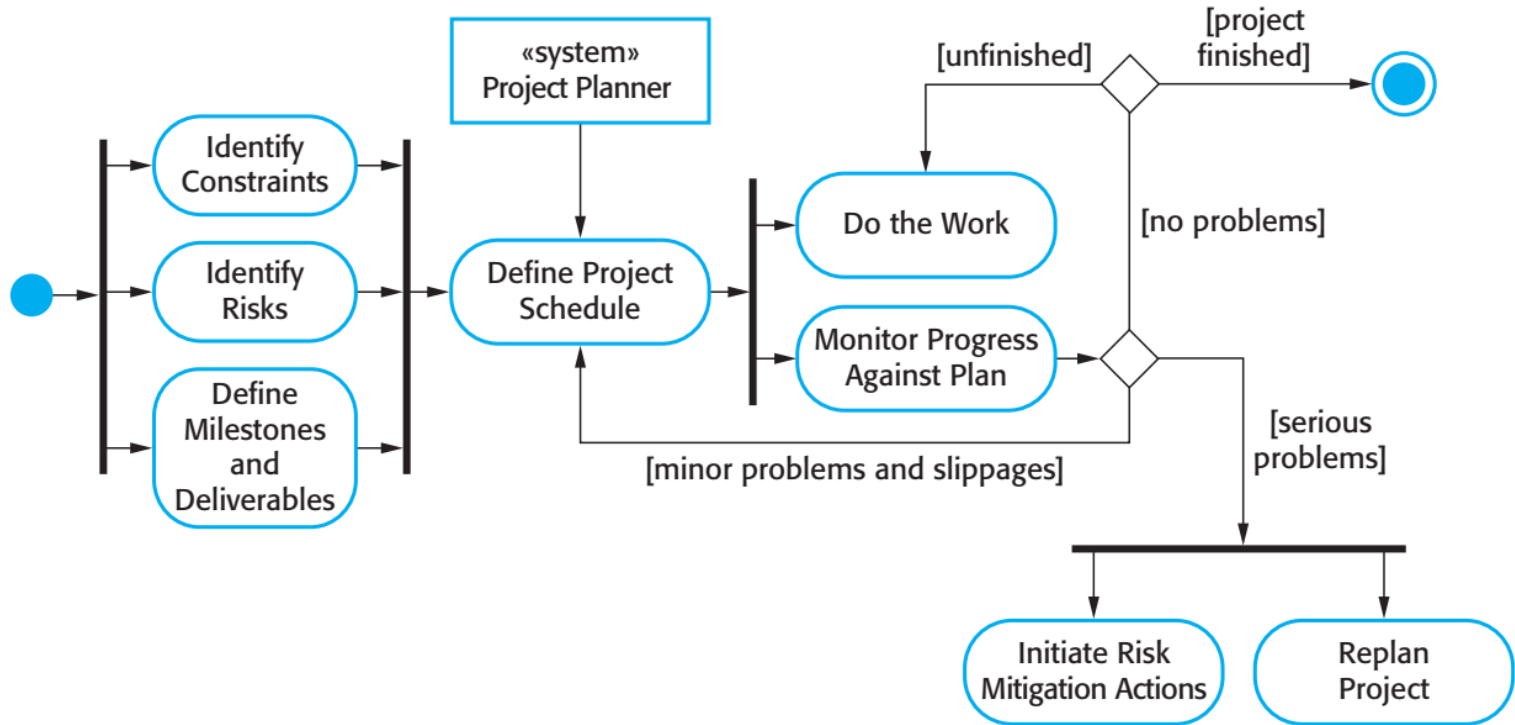 «system»
Project Planner
[unfinished]
[project
finished]
Identify
Constraints
Identify
Risks
Define
Milestones
and
Deliverables
Define Project
Schedule
Do the Work
Monitor Progress
Against Plan
[no problems]
[minor problems and slippages]
[serious
problems]
Initiate Risk
Mitigation Actions
Replan
Project